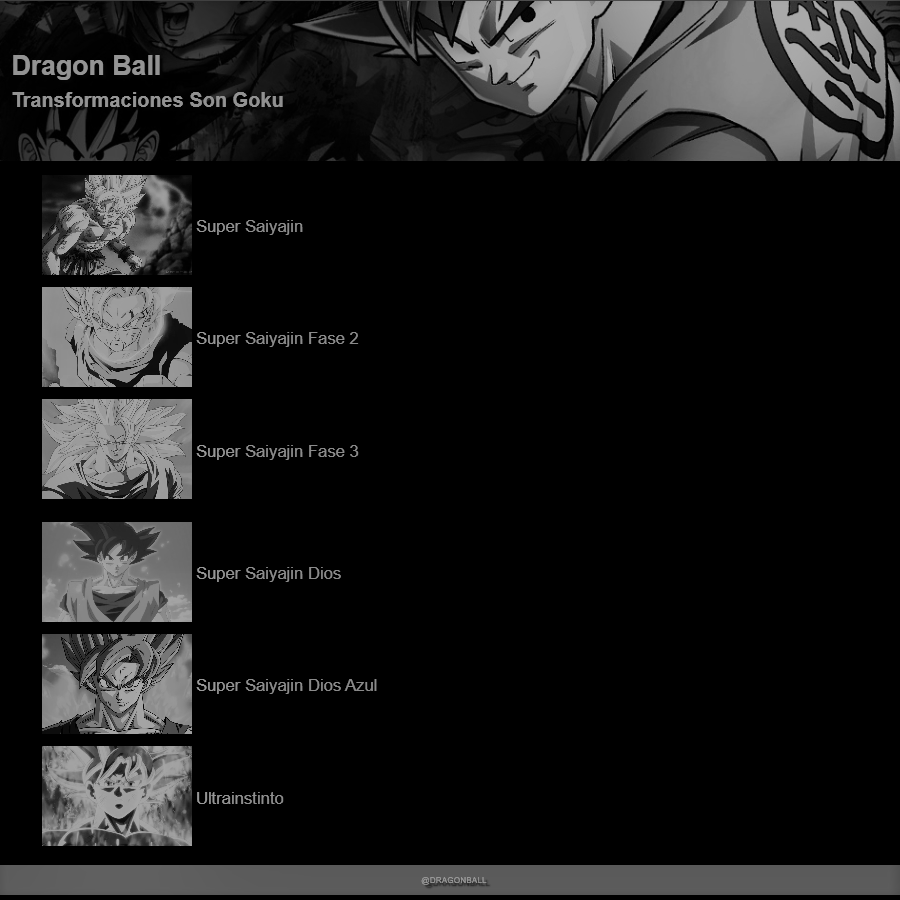 Dragon Ball
Transformaciones Son Goku
Super Saiyajin
Super Saiyajin Fase 2
Super Saiyajin Fase 3
Super Saiyajin Dios
Super Saiyajin Dios Azul
Ultrainstinto
@DRAGONBALL